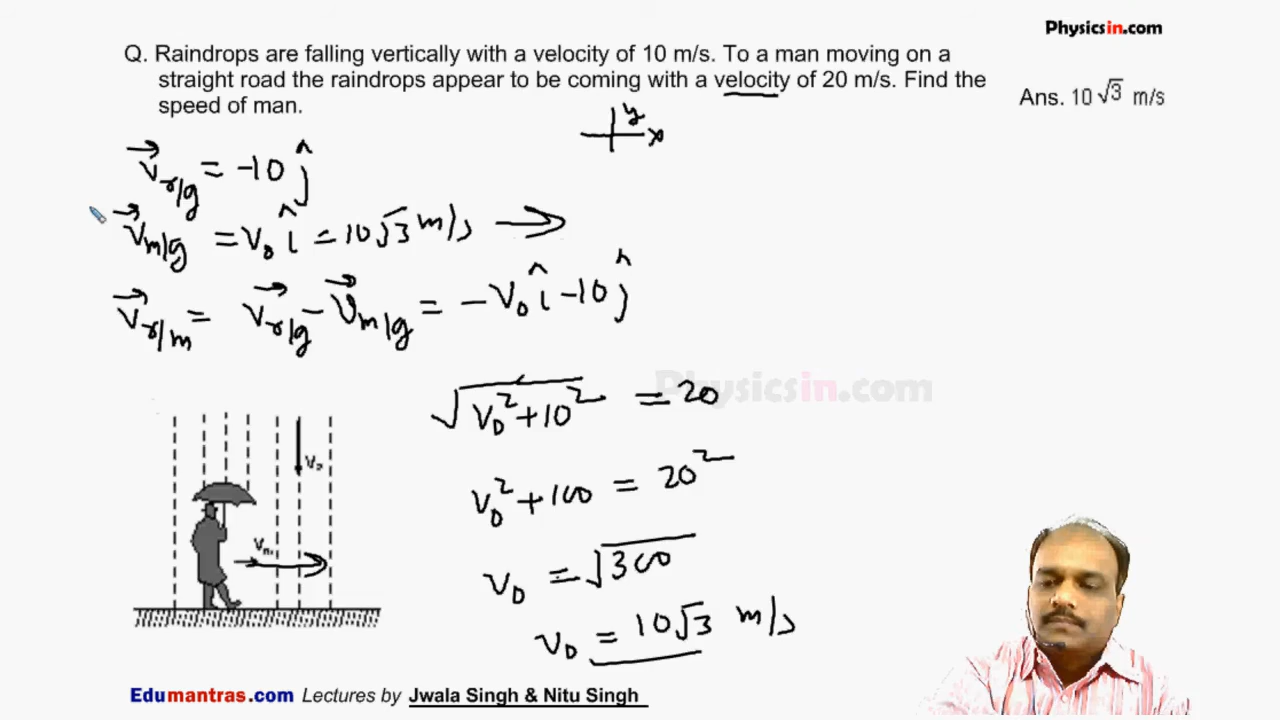 Physicsin.com
Q. Raindrops are falling vertically with a velocity of 10 m/s. To a man moving on a
straight road the raindrops appear to be coming with a velocity of 20 m/s. Find the
speed of man.
Ans. 10 √3 m/s
y
x
v⃗r/g = -10 ĵ
v⃗m/g = v₀ î = 10√3 m/s →
v⃗r/m = v⃗r/g - v⃗m/g = - v₀ î - 10 ĵ
Physicsin.com
√(v₀² + 10²) = 20
v₀² + 100 = 20²
v₀ = √300
v₀ = 10√3 m/s
Vm
Edumantras.com Lectures by Jwala Singh & Nitu Singh